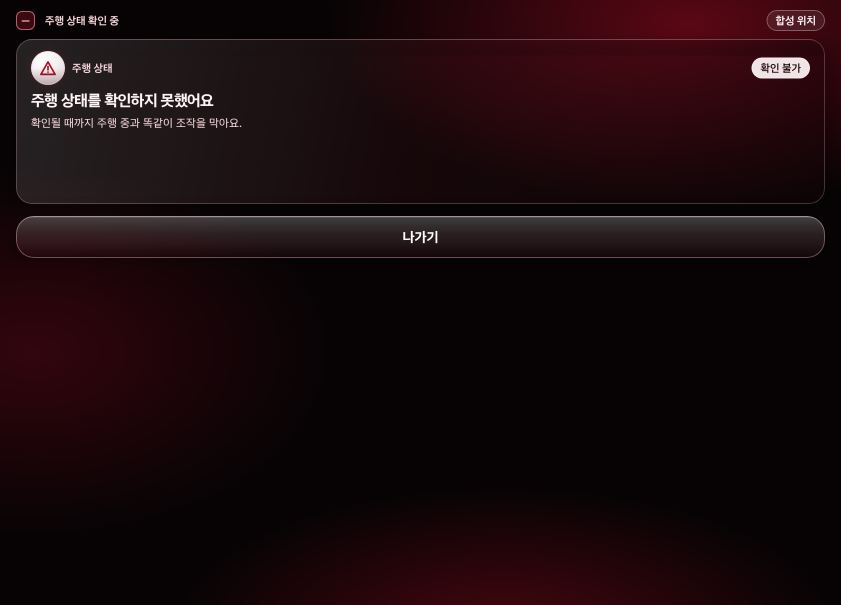 주행 상태 확인 중
합성 위치
주행 상태
확인 불가
주행 상태를 확인하지 못했어요
확인될 때까지 주행 중과 똑같이 조작을 막아요.
나가기